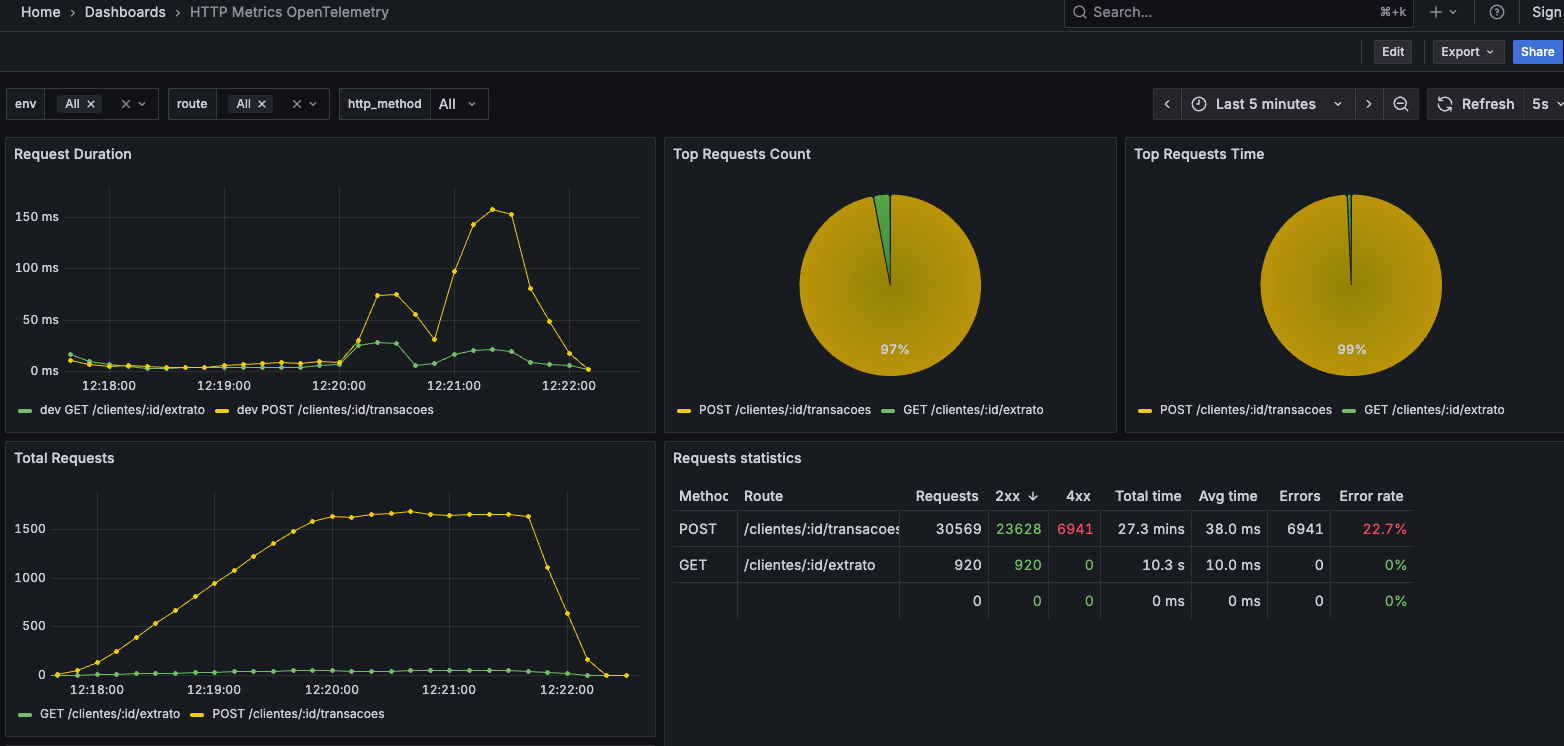 Home › Dashboards › HTTP Metrics OpenTelemetry
Search... ⌘+k
Sign
Edit Export Share
env All
route All
http_method All
Last 5 minutes
Refresh 5s
Request Duration
150 ms
100 ms
50 ms
0 ms
12:18:00 12:19:00 12:20:00 12:21:00 12:22:00
dev GET /clientes/:id/extrato dev POST /clientes/:id/transacoes
Top Requests Count
97%
POST /clientes/:id/transacoes GET /clientes/:id/extrato
Top Requests Time
99%
POST /clientes/:id/transacoes GET /clientes/:id/extrato
Total Requests
1500
1000
500
0
12:18:00 12:19:00 12:20:00 12:21:00 12:22:00
GET /clientes/:id/extrato POST /clientes/:id/transacoes
Requests statistics
Method Route Requests 2xx ↓ 4xx Total time Avg time Errors Error rate
POST /clientes/:id/transacoes 30569 23628 6941 27.3 mins 38.0 ms 6941 22.7%
GET /clientes/:id/extrato 920 920 0 10.3 s 10.0 ms 0 0%
0 0 0 0 ms 0 ms 0 0%